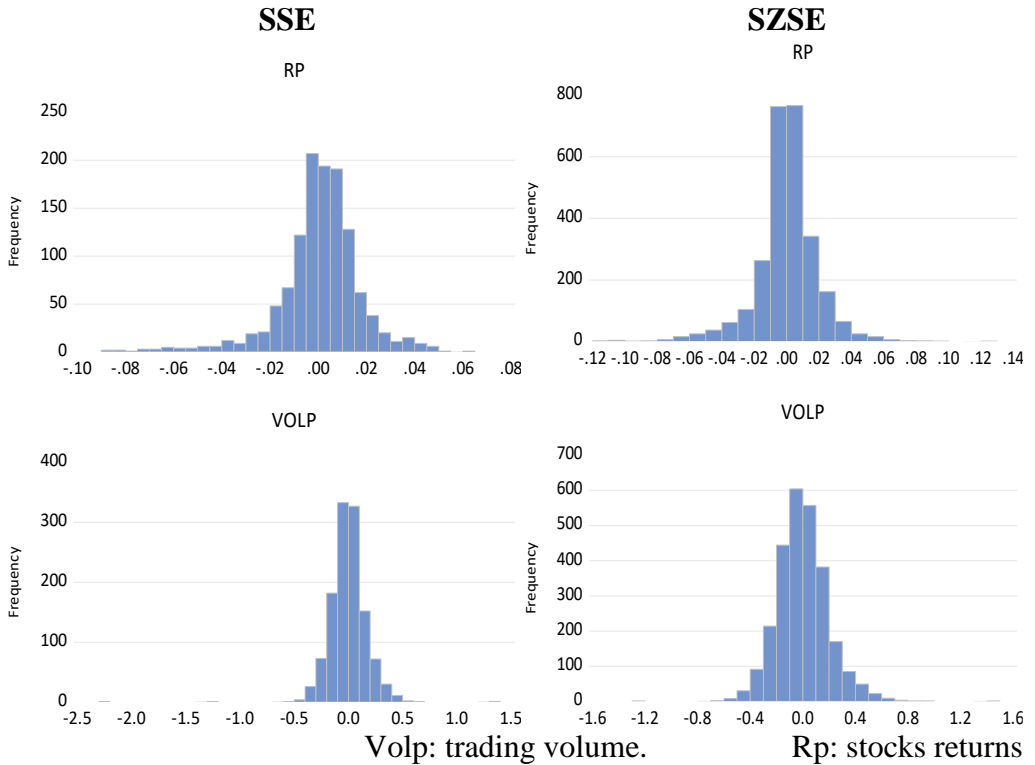 SSE
SZSE
RP
250
200
150
100
50
0
Frequency
-.10 -.08 -.06 -.04 -.02 .00 .02 .04 .06 .08
RP
800
600
400
200
0
Frequency
-.12 -.10 -.08 -.06 -.04 -.02 .00 .02 .04 .06 .08 .10 .12 .14
VOLP
400
300
200
100
0
Frequency
-2.5 -2.0 -1.5 -1.0 -0.5 0.0 0.5 1.0 1.5
VOLP
700
600
500
400
300
200
100
0
Frequency
-1.6 -1.2 -0.8 -0.4 0.0 0.4 0.8 1.2 1.6
Volp: trading volume. Rp: stocks returns